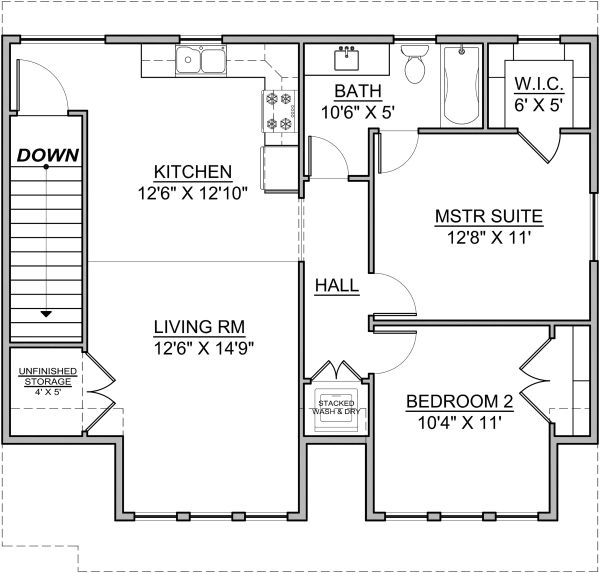 BATH
10'6" X 5'
W.I.C.
6' X 5'
DOWN
KITCHEN
12'6" X 12'10"
MSTR SUITE
12'8" X 11'
HALL
LIVING RM
12'6" X 14'9"
UNFINISHED
STORAGE
4' X 5'
STACKED
WASH & DRY
BEDROOM 2
10'4" X 11'